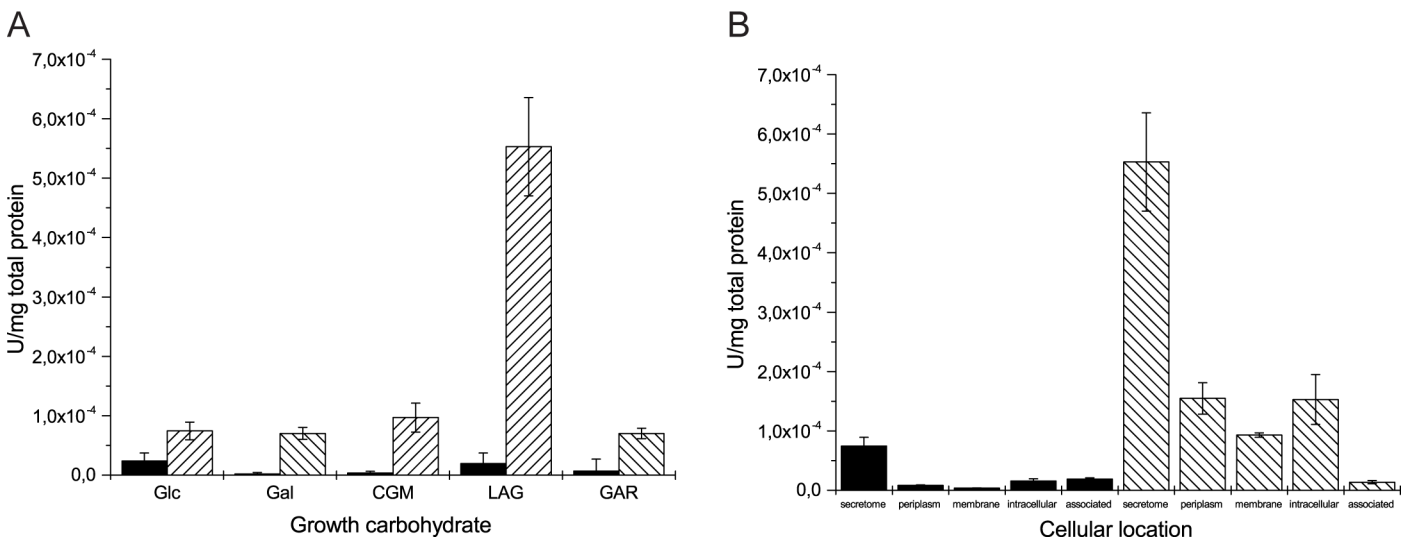 A
7,0x10-4
6,0x10-4
5,0x10-4
4,0x10-4
3,0x10-4
2,0x10-4
1,0x10-4
0,0
U/mg total protein
Glc Gal CGM LAG GAR
Growth carbohydrate
B
7,0x10-4
6,0x10-4
5,0x10-4
4,0x10-4
3,0x10-4
2,0x10-4
1,0x10-4
0,0
U/mg total protein
secretome periplasm membrane intracellular associated secretome periplasm membrane intracellular associated
Cellular location